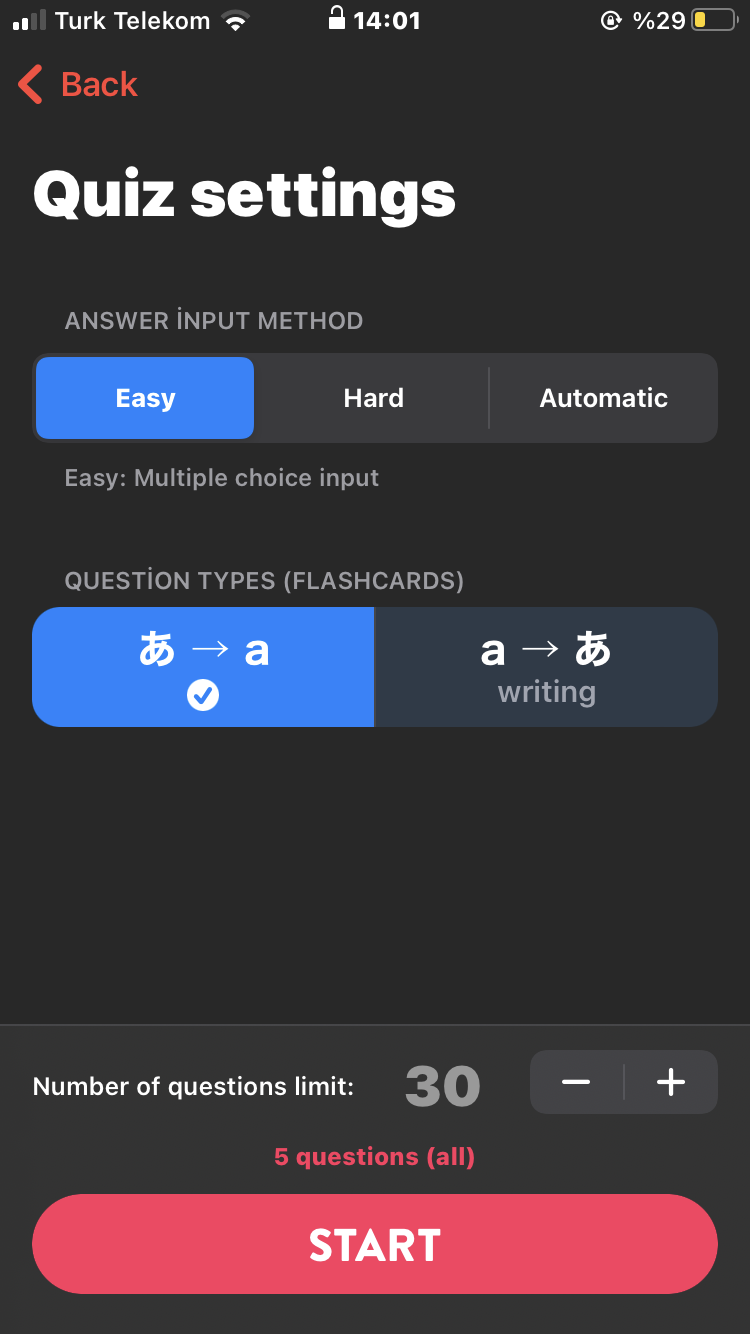 Turk Telekom 14:01 %29
Back
Quiz settings
ANSWER İNPUT METHOD
Easy Hard Automatic
Easy: Multiple choice input
QUESTİON TYPES (FLASHCARDS)
あ → a a → あ
writing
Number of questions limit: 30 − +
5 questions (all)
START